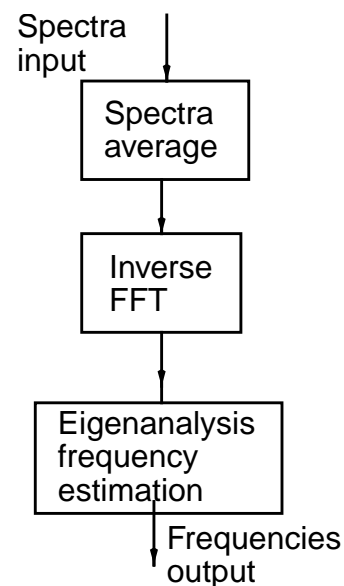 Spectra
input
Spectra
average
Inverse
FFT
Eigenanalysis
frequency
estimation
Frequencies
output